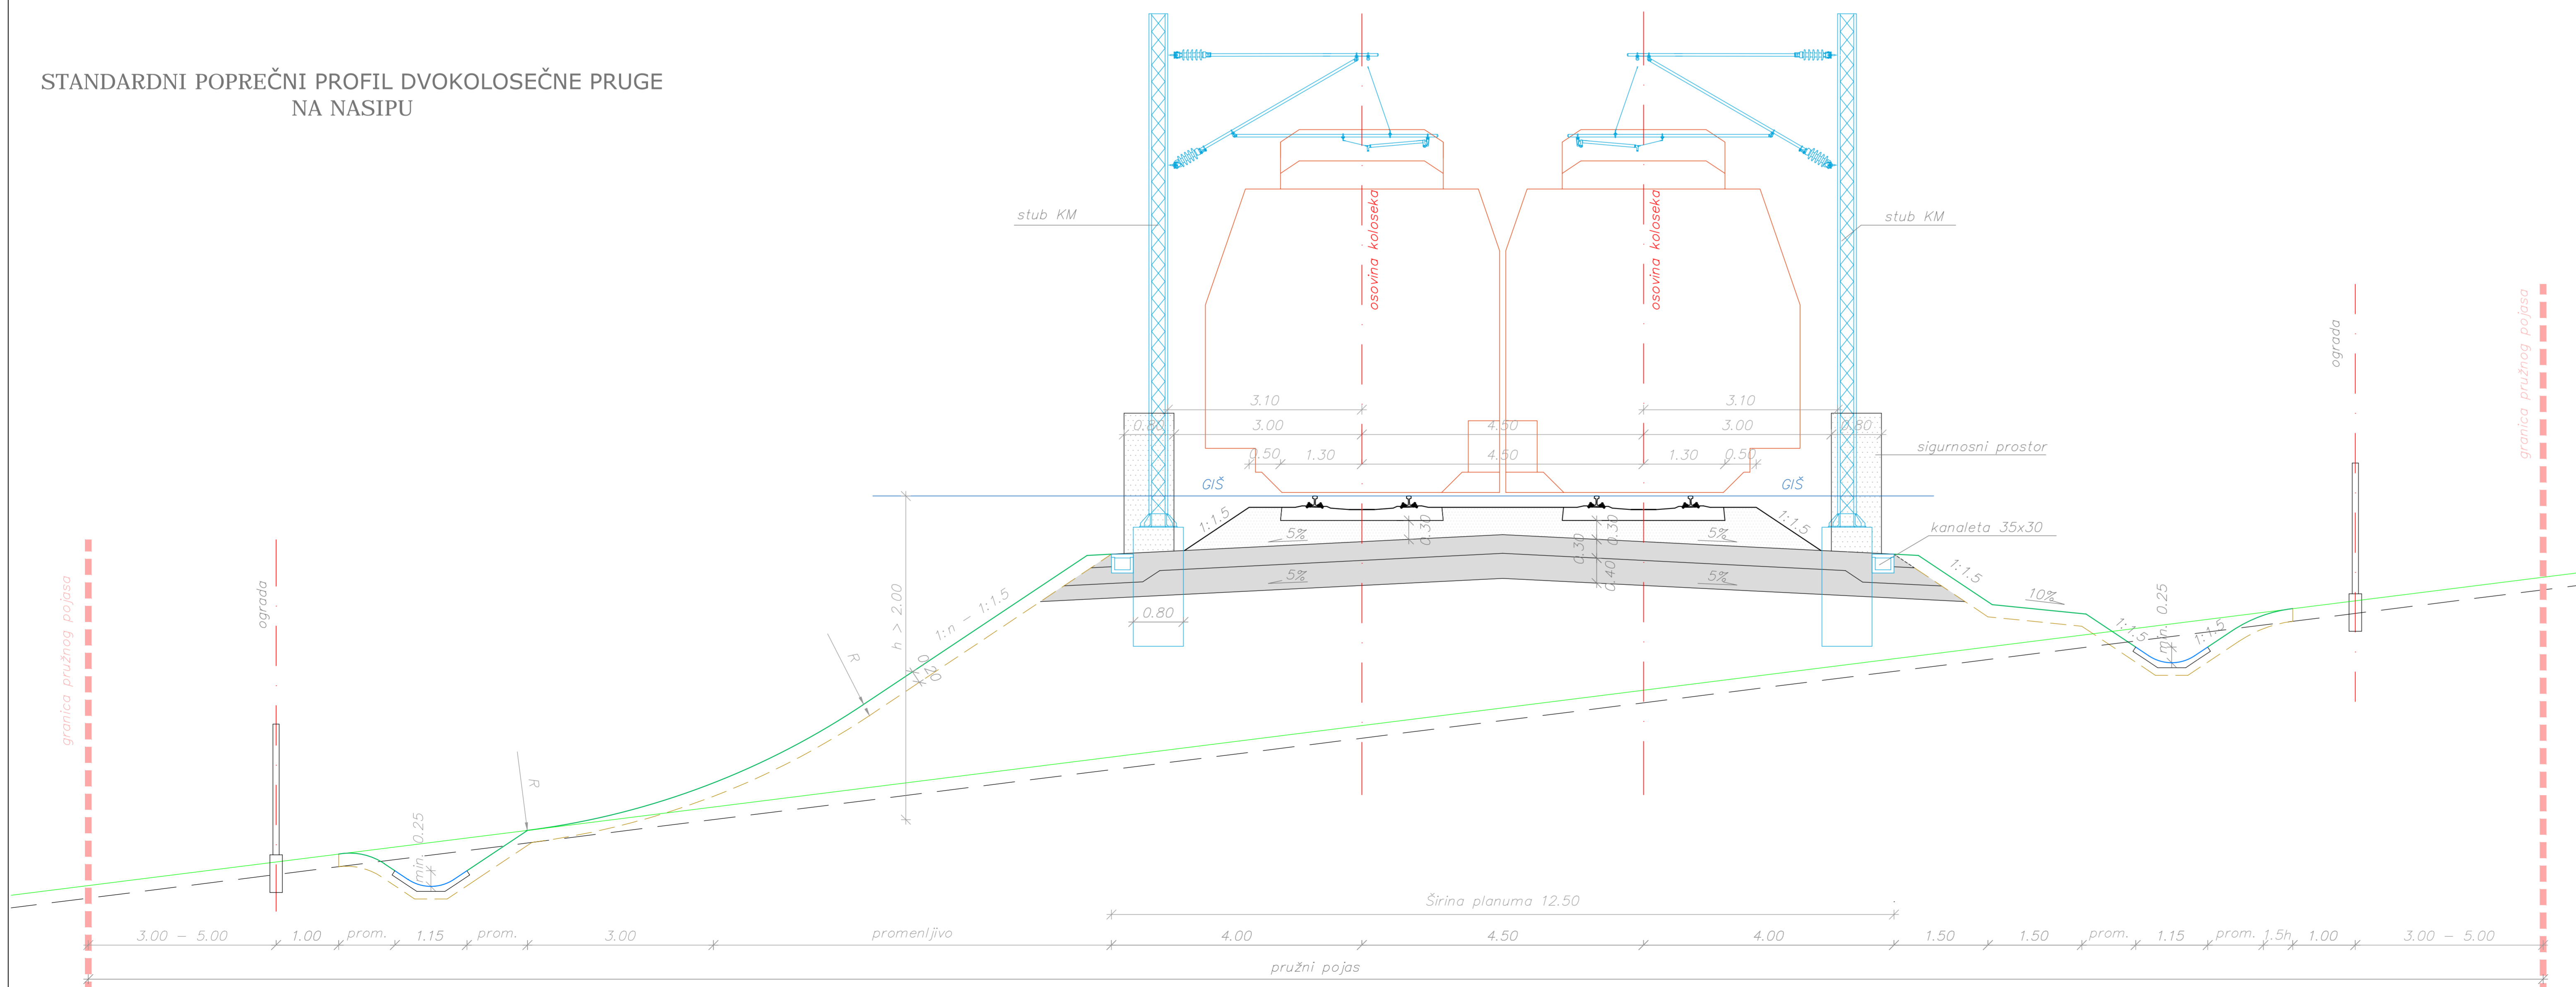 STANDARDNI POPREČNI PROFIL DVOKOLOSEČNE PRUGE
NA NASIPU
stub KM
osovina koloseka
osovina koloseka
stub KM
ograda
granica pružnog pojasa
3.10
3.10
0.80
3.00
4.50
3.00
0.80
sigurnosni prostor
0.50
1.30
4.50
1.30
0.50
GIŠ
GIŠ
1:1.5
1:1.5
kanaleta 35x30
5%
0.30
0.30
0.30
5%
5%
0.40
5%
1:1.5
10%
min. 0.25
1:1.5
1:1.5
granica pružnog pojasa
ograda
h > 2.00
1:n - 1:1.5
0.80
R
0.20
R
min. 0.25
Širina planuma 12.50
3.00 - 5.00
1.00
prom.
1.15
prom.
3.00
promenljivo
4.00
4.50
4.00
1.50
1.50
prom.
1.15
prom.
1.5h
1.00
3.00 - 5.00
pružni pojas